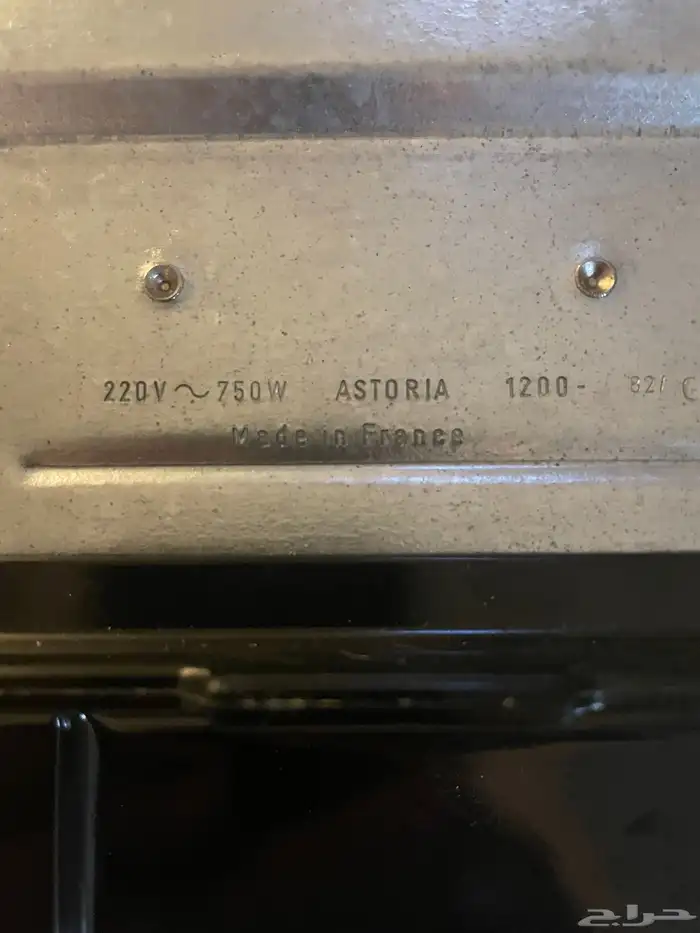 220V ~ 750W ASTORIA 1200-
Made in France
حراج